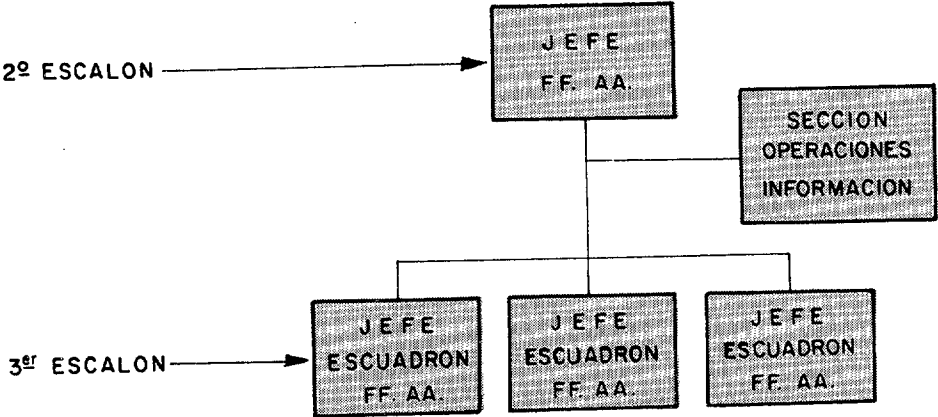 2º ESCALON
JEFE
FF. AA.
SECCION
OPERACIONES
INFORMACION
3er ESCALON
JEFE
ESCUADRON
FF. AA.
JEFE
ESCUADRON
FF. AA.
JEFE
ESCUADRON
FF. AA.